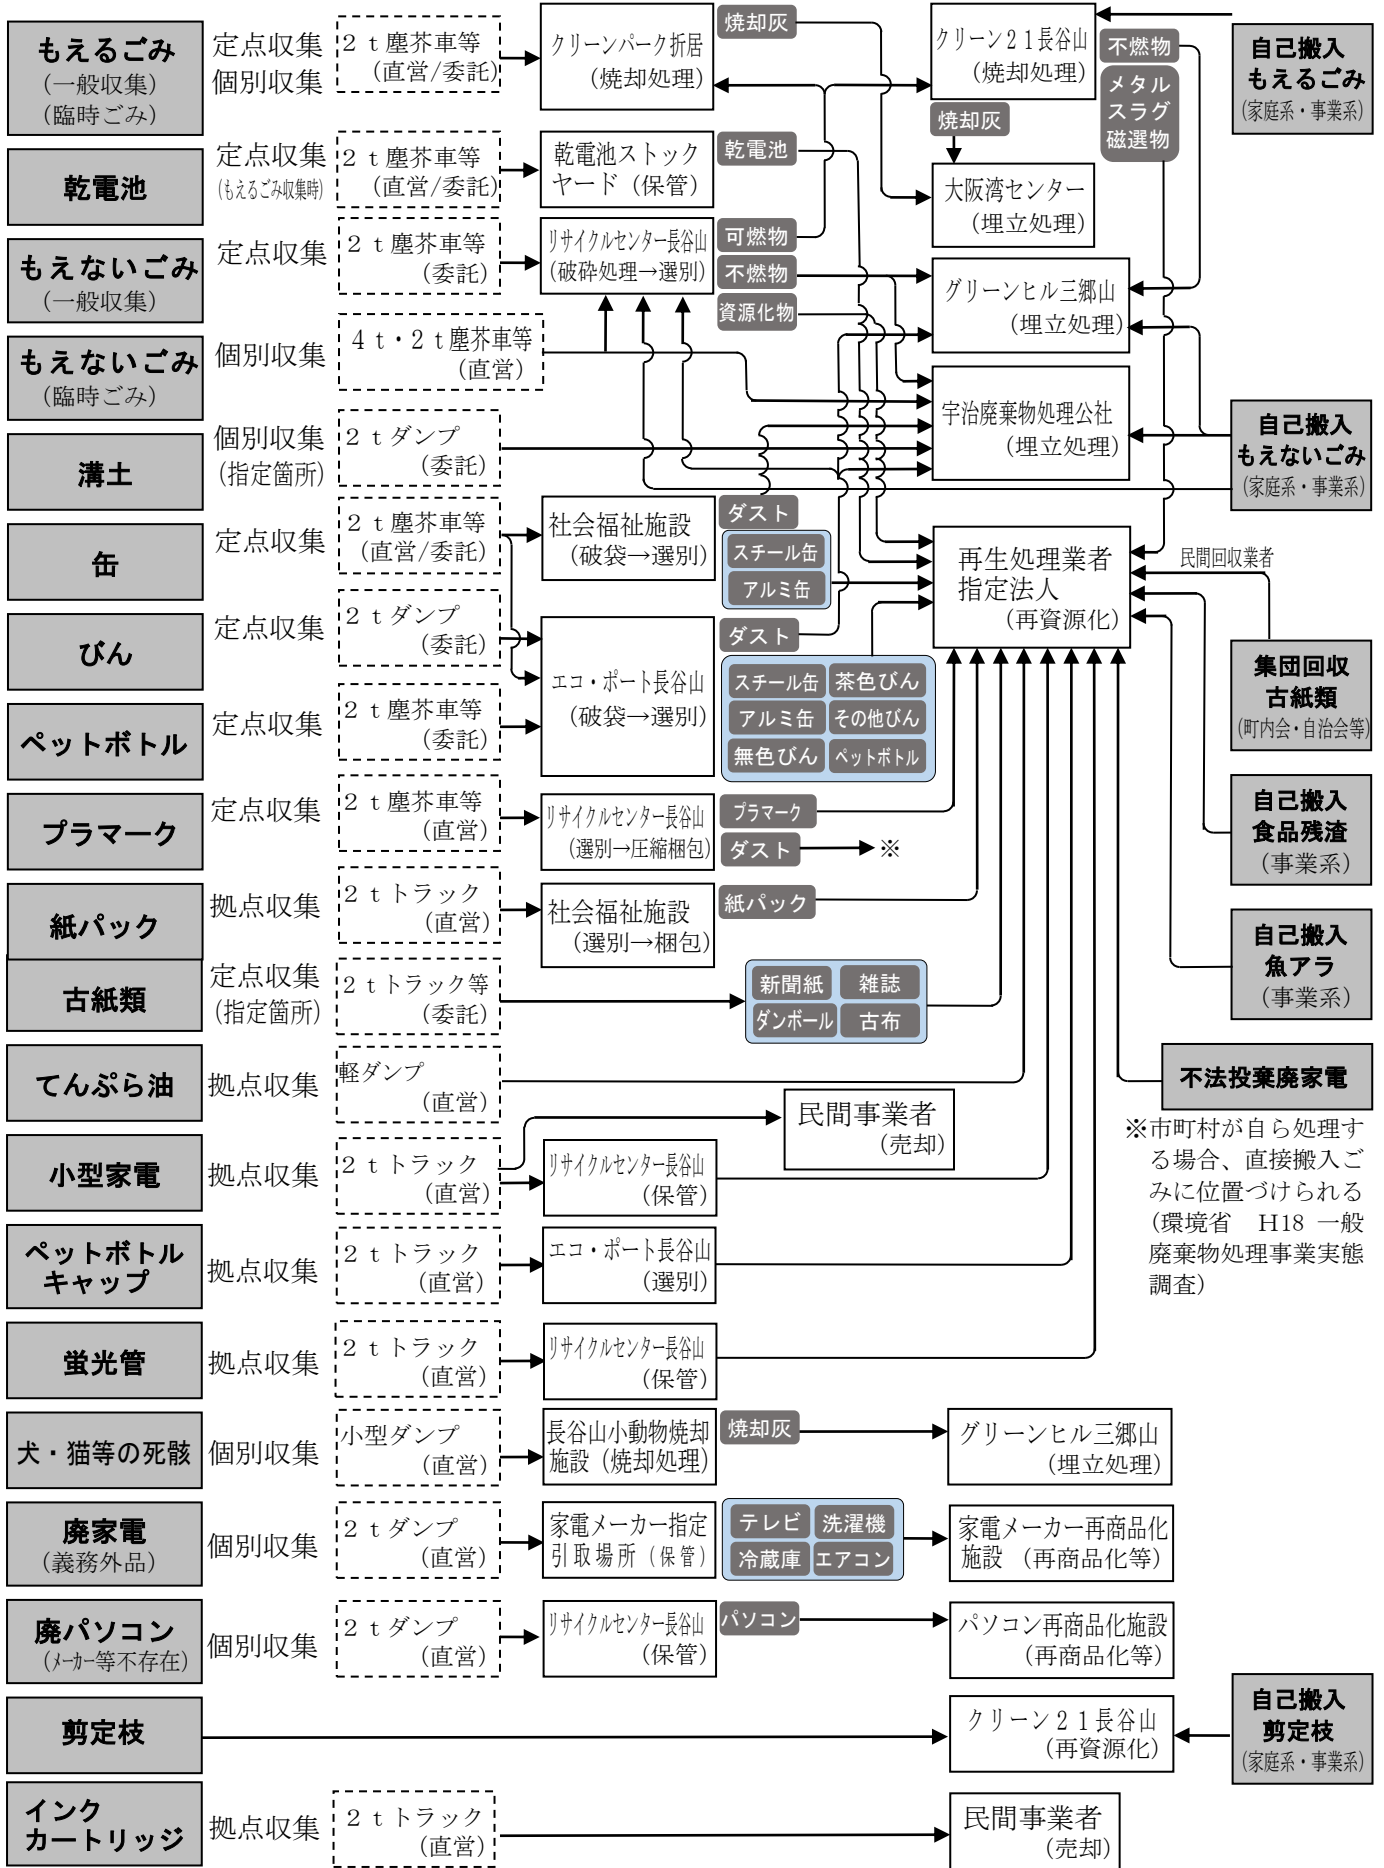 もえるごみ
(一般収集)
(臨時ごみ)
定点収集
個別収集
２ｔ塵芥車等
(直営/委託)
クリーンパーク折居
(焼却処理)
焼却灰
クリーン２１長谷山
(焼却処理)
焼却灰
不燃物
メタル
スラグ
磁選物
自己搬入
もえるごみ
(家庭系・事業系)
乾電池
定点収集
(もえるごみ収集時)
２ｔ塵芥車等
(直営/委託)
乾電池ストック
ヤード（保管）
乾電池
大阪湾センター
(埋立処理)
もえないごみ
(一般収集)
定点収集
２ｔ塵芥車等
(委託)
リサイクルセンター長谷山
(破砕処理→選別)
可燃物
不燃物
資源化物
グリーンヒル三郷山
(埋立処理)
もえないごみ
(臨時ごみ)
個別収集
４ｔ・２ｔ塵芥車等
(直営)
宇治廃棄物処理公社
(埋立処理)
自己搬入
もえないごみ
(家庭系・事業系)
溝土
個別収集
(指定箇所)
２ｔダンプ
(委託)
缶
定点収集
２ｔ塵芥車等
(直営/委託)
社会福祉施設
(破袋→選別)
ダスト
スチール缶
アルミ缶
再生処理業者
指定法人
(再資源化)
民間回収業者
びん
定点収集
２ｔダンプ
(委託)
エコ・ポート長谷山
(破袋→選別)
ダスト
スチール缶 茶色びん
アルミ缶 その他びん
無色びん ペットボトル
集団回収
古紙類
(町内会・自治会等)
ペットボトル
定点収集
２ｔ塵芥車等
(委託)
プラマーク
定点収集
２ｔ塵芥車等
(直営)
リサイクルセンター長谷山
(選別→圧縮梱包)
プラマーク
ダスト
※
自己搬入
食品残渣
(事業系)
紙パック
拠点収集
２ｔトラック
(直営)
社会福祉施設
(選別→梱包)
紙パック
自己搬入
魚アラ
(事業系)
古紙類
定点収集
(指定箇所)
２ｔトラック等
(委託)
新聞紙 雑誌
ダンボール 古布
てんぷら油
拠点収集
軽ダンプ
(直営)
不法投棄廃家電
民間事業者
(売却)
※市町村が自ら処理す
る場合、直接搬入ご
みに位置づけられる
(環境省　H18 一般
廃棄物処理事業実態
調査)
小型家電
拠点収集
２ｔトラック
(直営)
リサイクルセンター長谷山
(保管)
ペットボトル
キャップ
拠点収集
２ｔトラック
(直営)
エコ・ポート長谷山
(選別)
蛍光管
拠点収集
２ｔトラック
(直営)
リサイクルセンター長谷山
(保管)
犬・猫等の死骸
個別収集
小型ダンプ
(直営)
長谷山小動物焼却
施設（焼却処理）
焼却灰
グリーンヒル三郷山
(埋立処理)
廃家電
(義務外品)
個別収集
２ｔダンプ
(直営)
家電メーカー指定
引取場所（保管）
テレビ 洗濯機
冷蔵庫 エアコン
家電メーカー再商品化
施設（再商品化等）
廃パソコン
(メーカー等不存在)
個別収集
２ｔダンプ
(直営)
リサイクルセンター長谷山
(保管)
パソコン
パソコン再商品化施設
(再商品化等)
剪定枝
クリーン２１長谷山
(再資源化)
自己搬入
剪定枝
(家庭系・事業系)
インク
カートリッジ
拠点収集
２ｔトラック
(直営)
民間事業者
(売却)